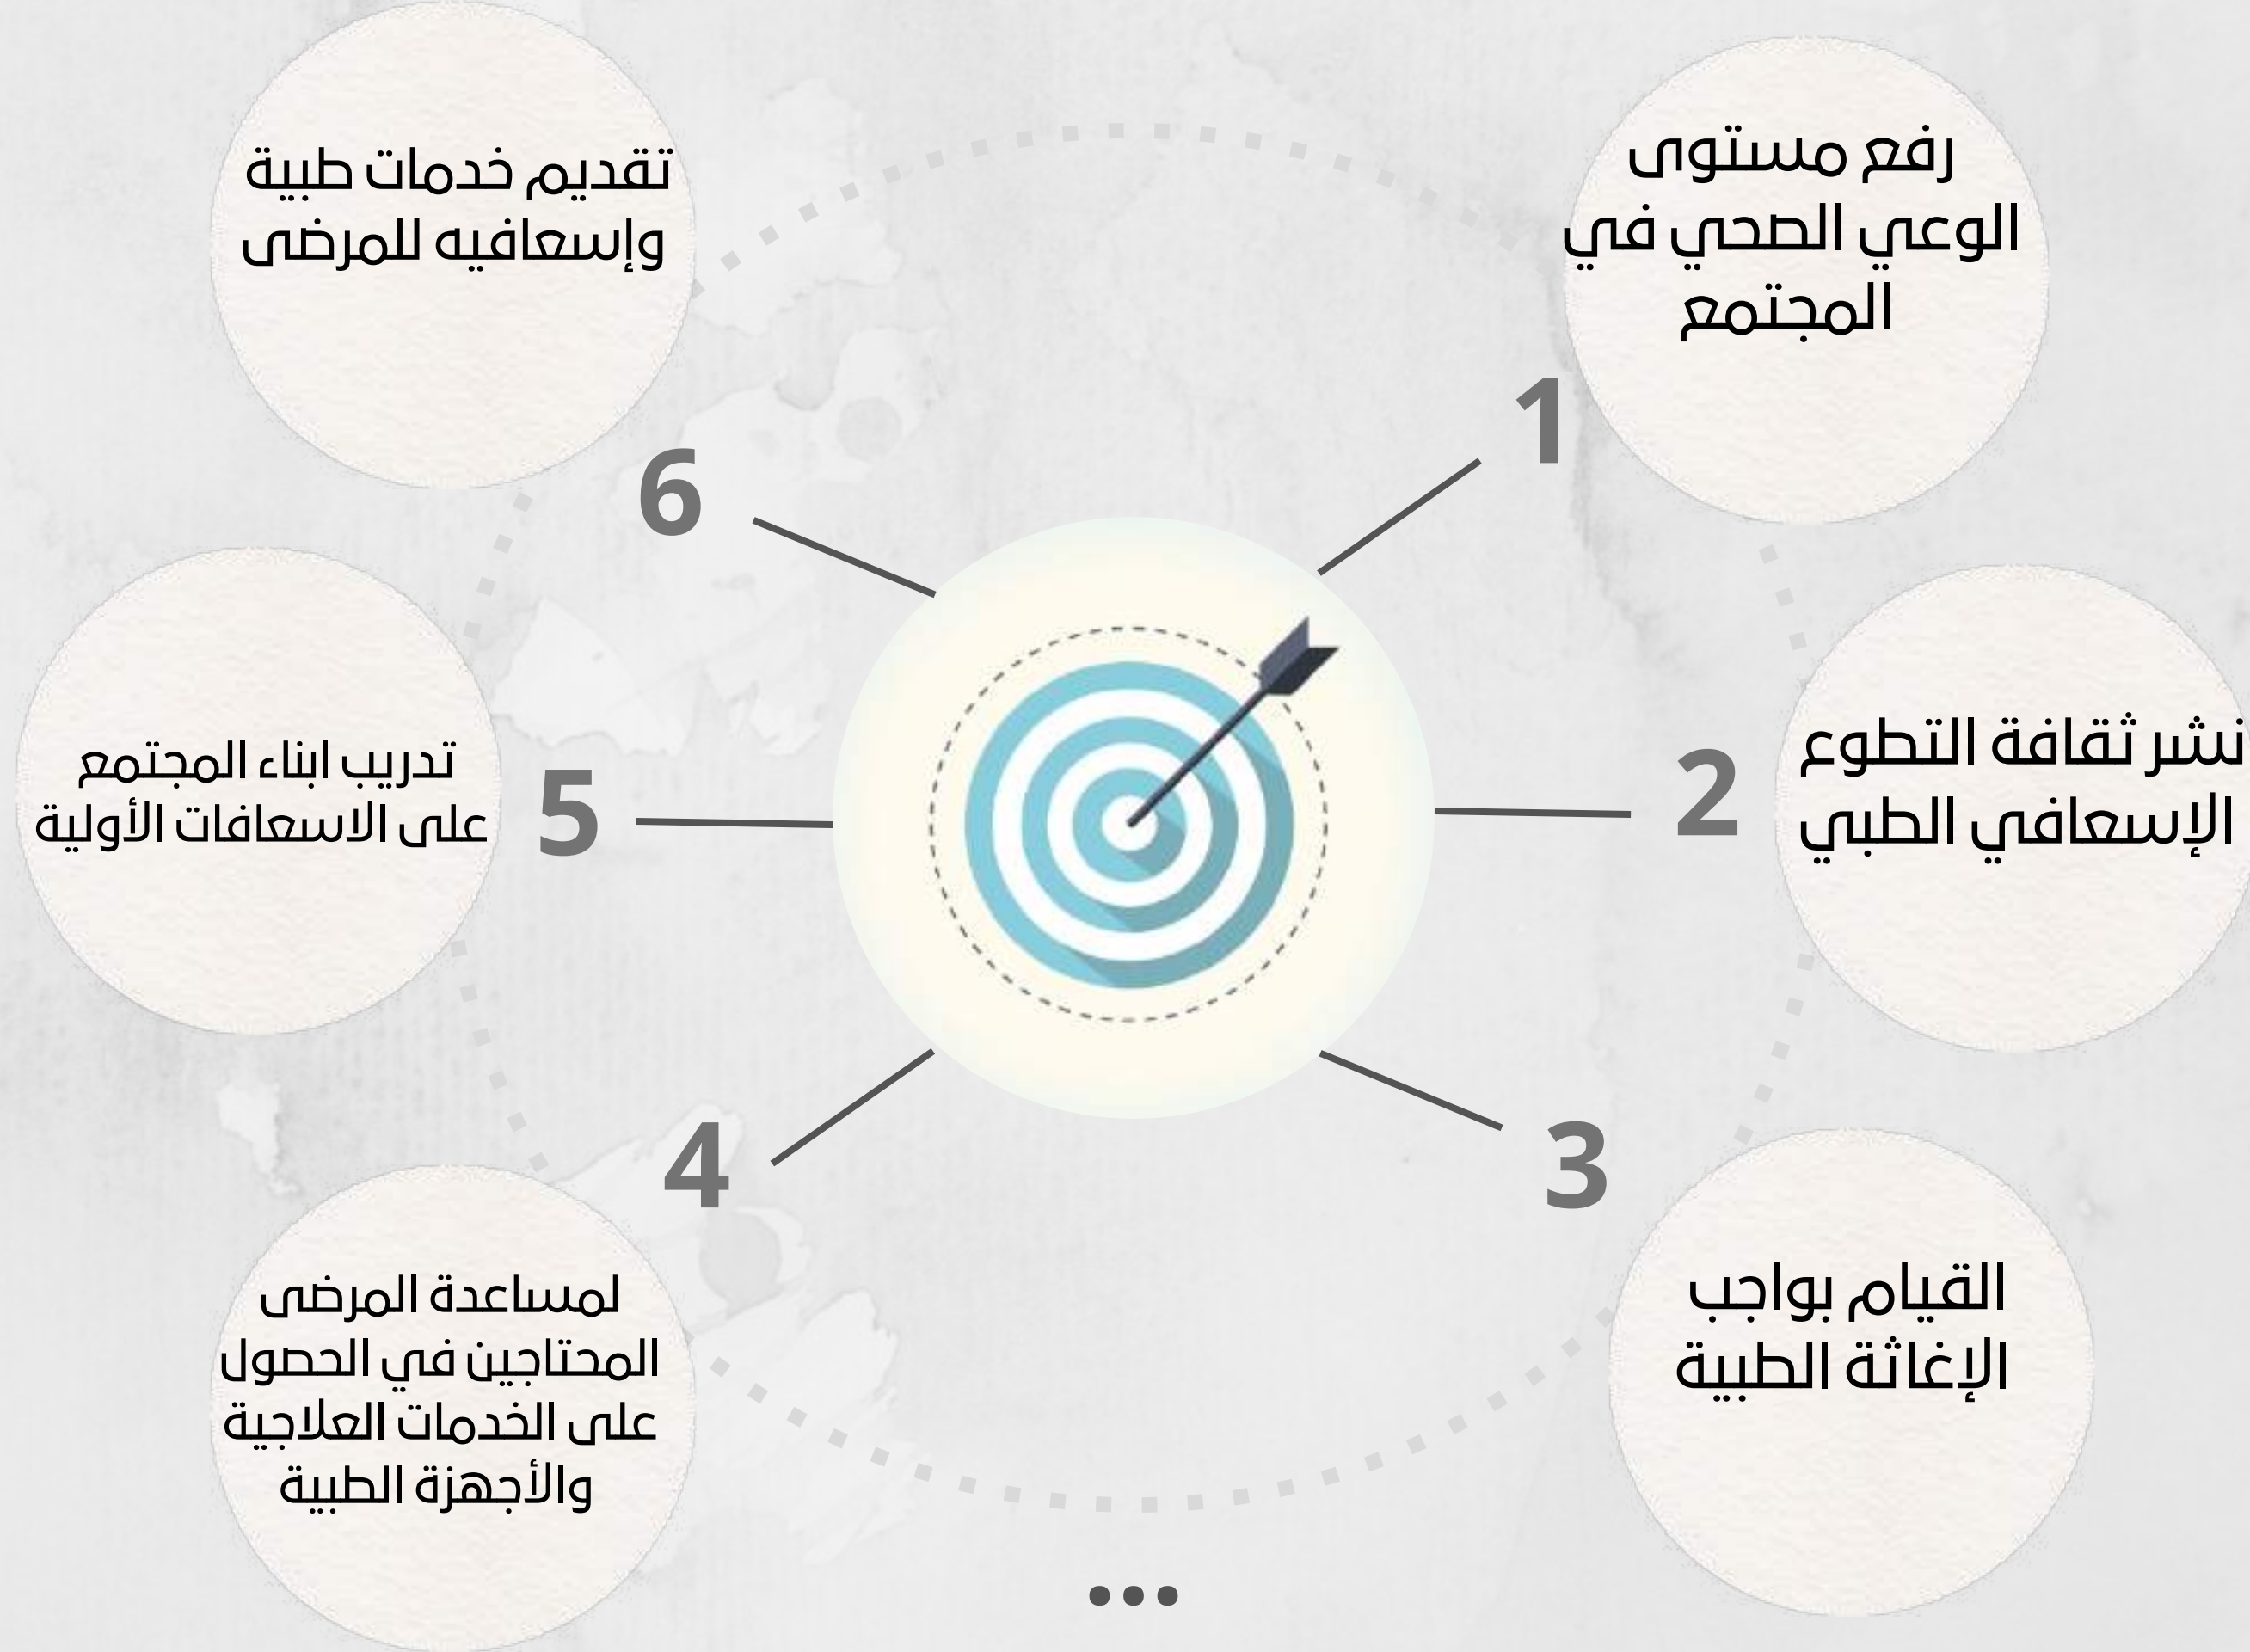 رفع مستوى
الوعي الصحي في
المجتمع
1
نشر ثقافة التطوع
الإسعافي الطبي
2
القيام بواجب
الإغاثة الطبية
3
لمساعدة المرضى
المحتاجين في الحصول
على الخدمات العلاجية
والأجهزة الطبية
4
تدريب ابناء المجتمع
على الاسعافات الأولية
5
تقديم خدمات طبية
وإسعافيه للمرضى
6
...